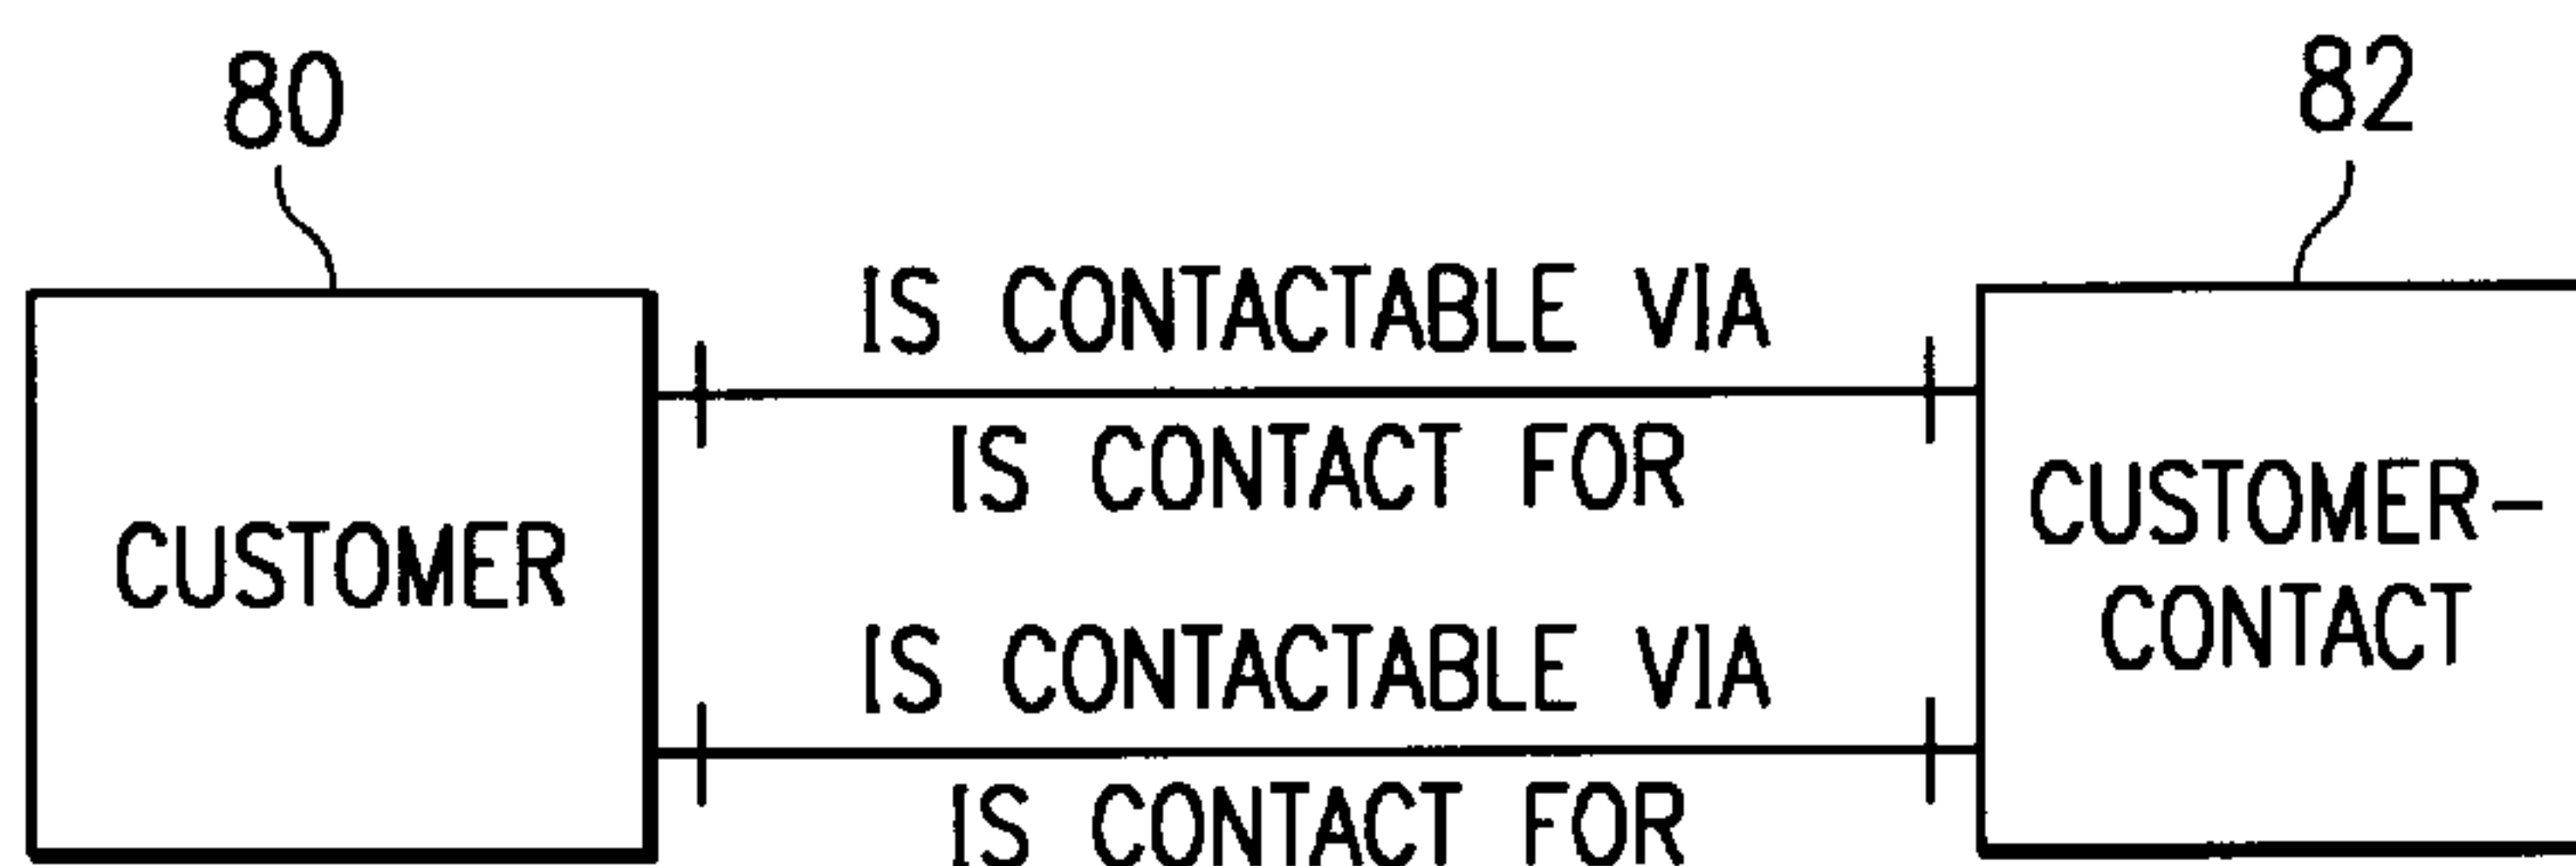 80
82
IS CONTACTABLE VIA
IS CONTACT FOR
CUSTOMER
CUSTOMER-
CONTACT
IS CONTACTABLE VIA
IS CONTACT FOR